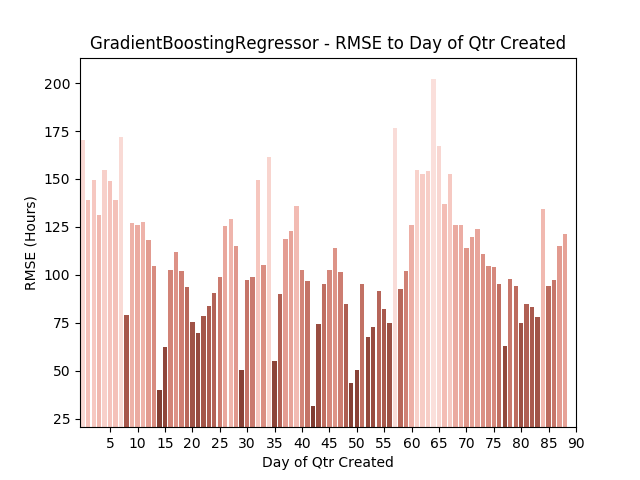 GradientBoostingRegressor - RMSE to Day of Qtr Created
RMSE (Hours)
200
175
150
125
100
75
50
25
5 10 15 20 25 30 35 40 45 50 55 60 65 70 75 80 85 90
Day of Qtr Created